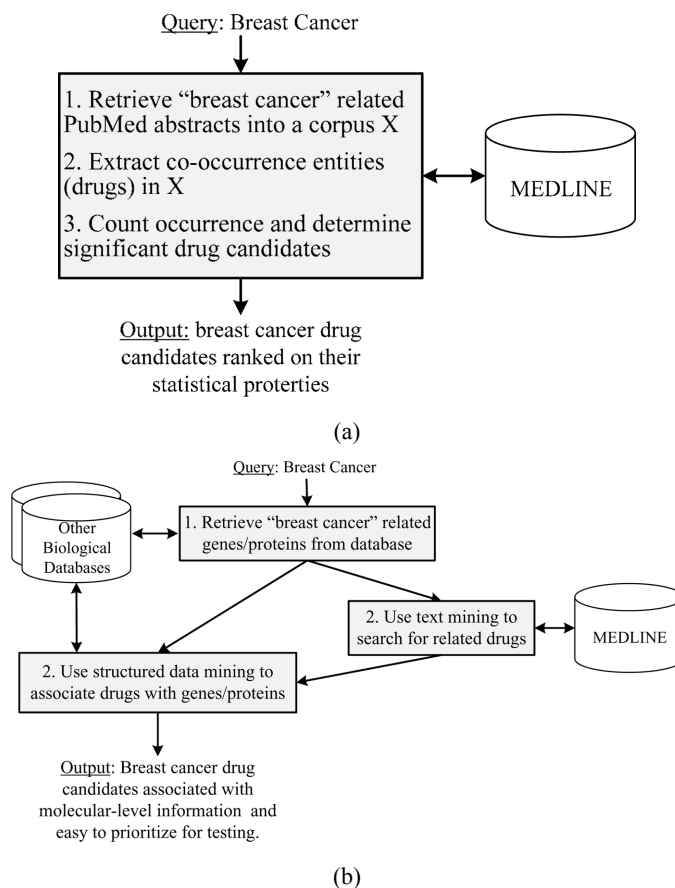 Query: Breast Cancer
1. Retrieve “breast cancer” related
PubMed abstracts into a corpus X
2. Extract co-occurrence entities
(drugs) in X
3. Count occurrence and determine
significant drug candidates
MEDLINE
Output: breast cancer drug
candidates ranked on their
statistical proterties
(a)
Query: Breast Cancer
Other
Biological
Databases
1. Retrieve “breast cancer” related
genes/proteins from database
2. Use text mining to
search for related drugs
MEDLINE
2. Use structured data mining to
associate drugs with genes/proteins
Output: Breast cancer drug
candidates associated with
molecular-level information and
easy to prioritize for testing.
(b)